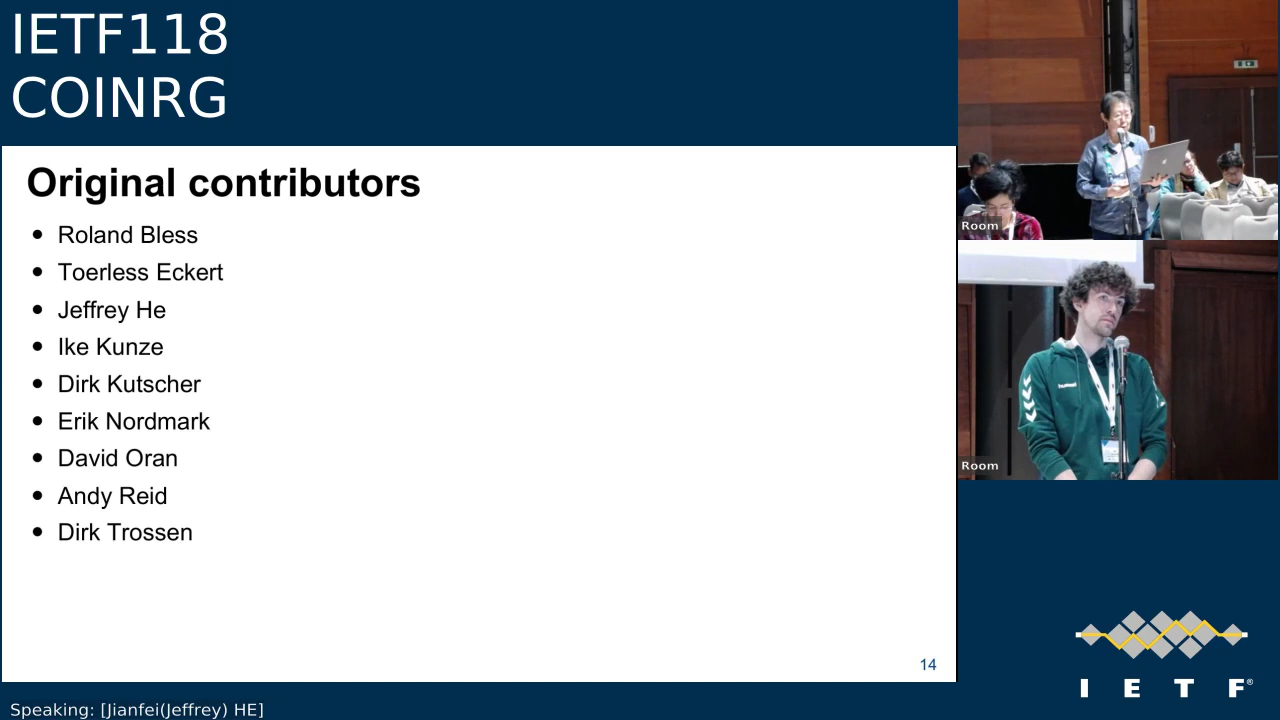 IETF118
COINRG
Original contributors
• Roland Bless
• Toerless Eckert
• Jeffrey He
• Ike Kunze
• Dirk Kutscher
• Erik Nordmark
• David Oran
• Andy Reid
• Dirk Trossen
14
Room
hummel
Room
I E T F®
Speaking: [Jianfei(Jeffrey) HE]